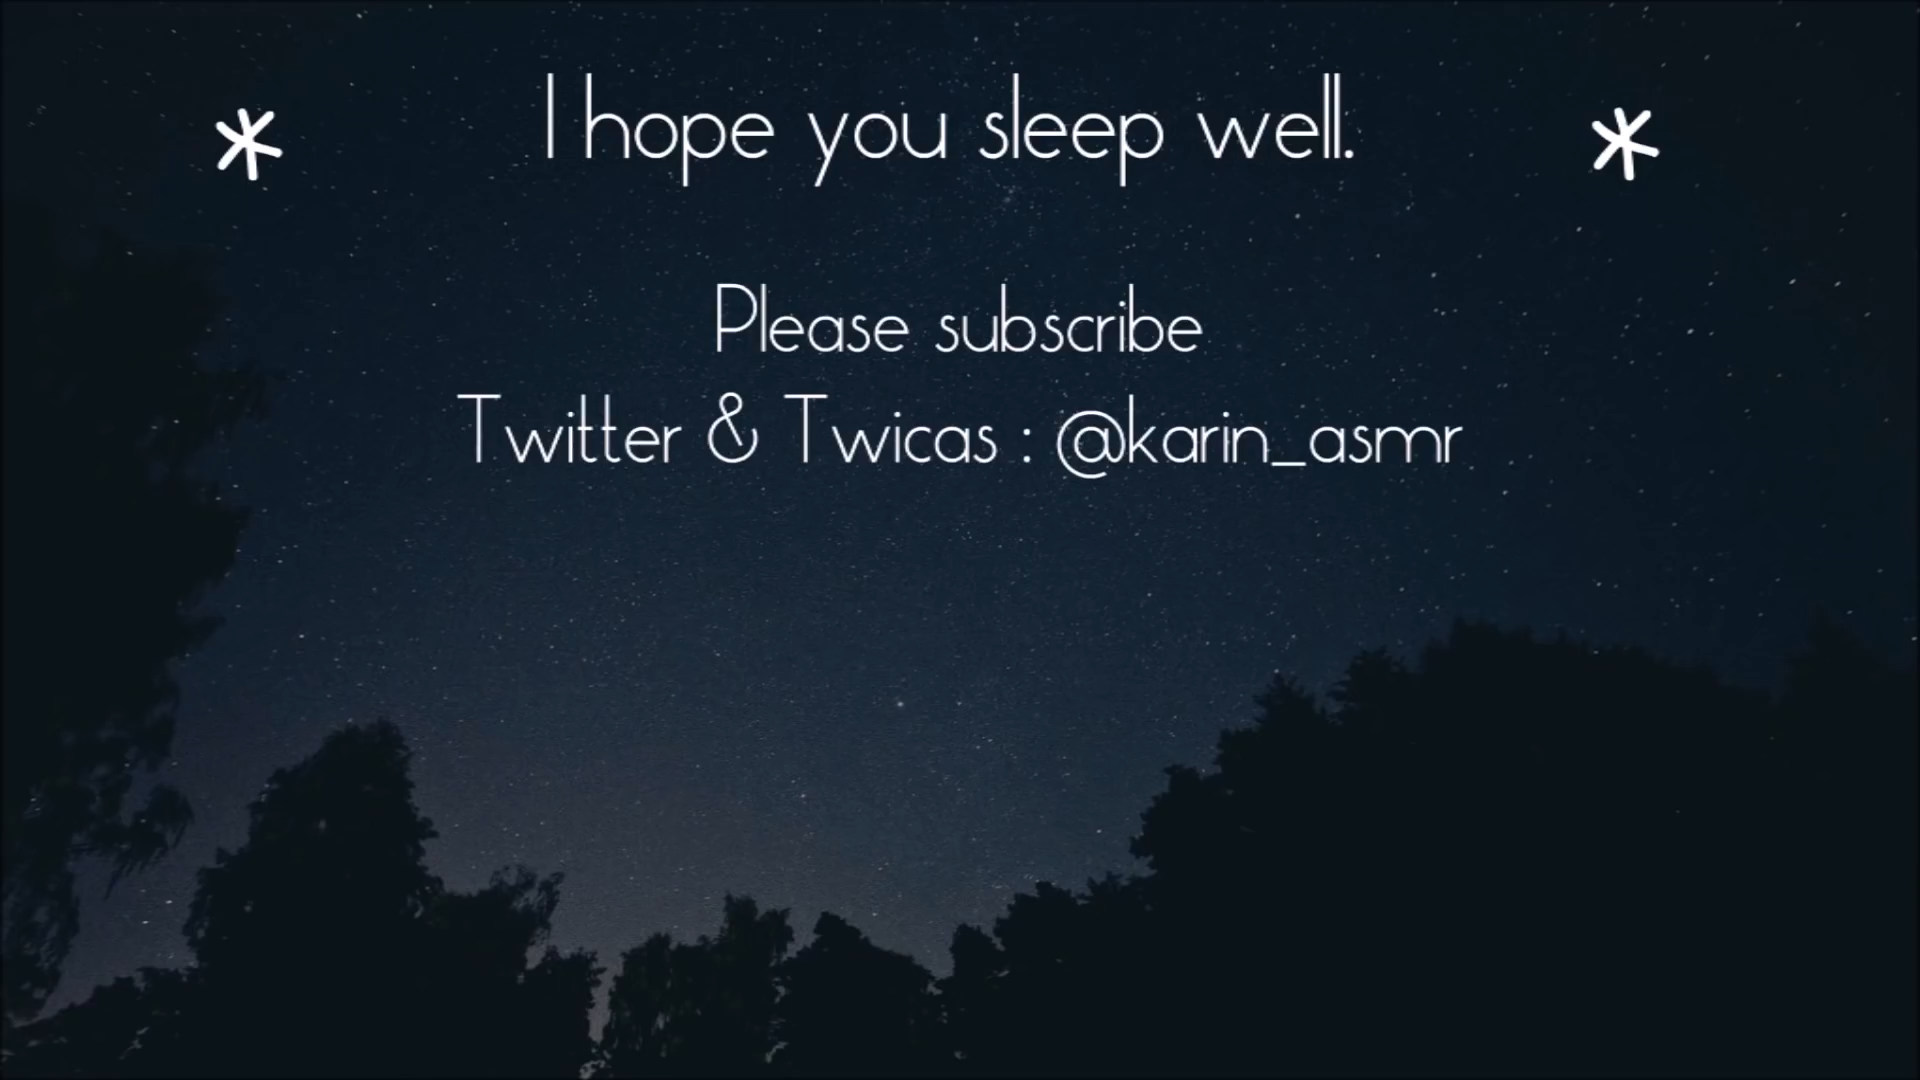 * I hope you sleep well. *
Please subscribe
Twitter & Twicas : @karin_asmr